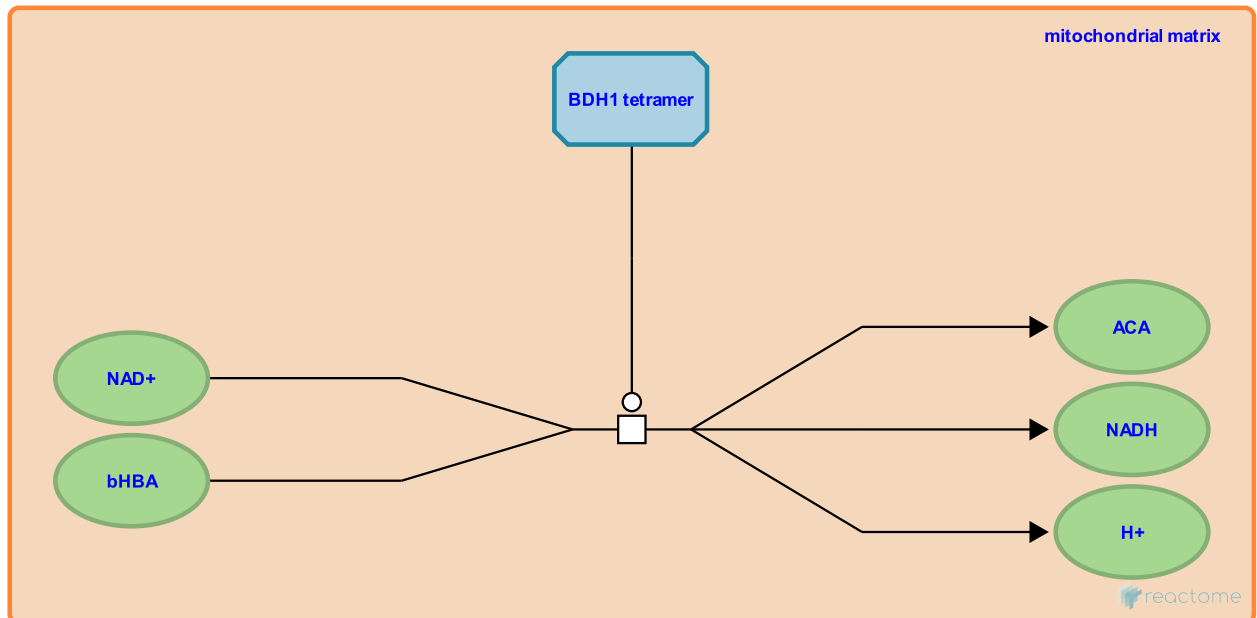 mitochondrial matrix
BDH1 tetramer
ACA
NAD+
NADH
bHBA
H+
reactome